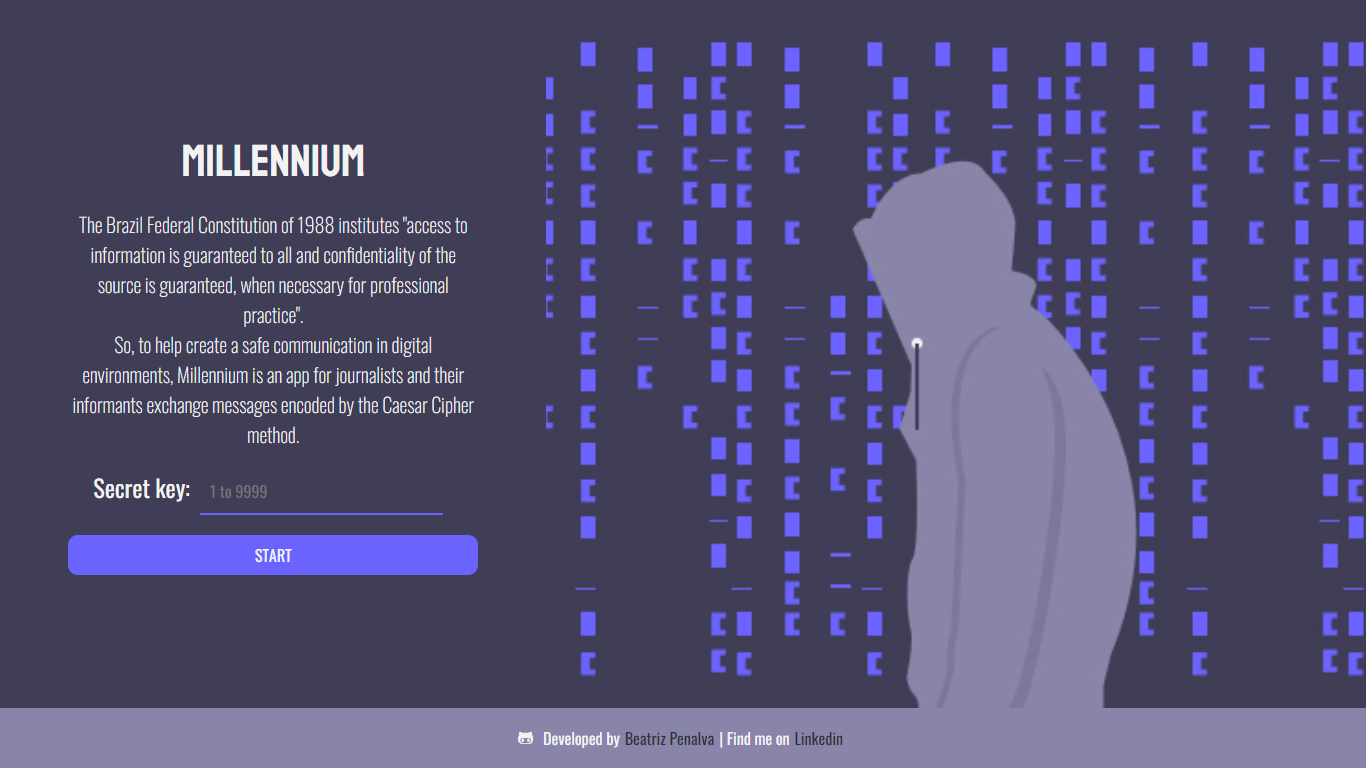 MILLENNIUM
The Brazil Federal Constitution of 1988 institutes "access to
information is guaranteed to all and confidentiality of the
source is guaranteed, when necessary for professional
practice".
So, to help create a safe communication in digital
environments, Millennium is an app for journalists and their
informants exchange messages encoded by the Caesar Cipher
method.
Secret key: 1 to 9999
START
Developed by Beatriz Penalva | Find me on Linkedin